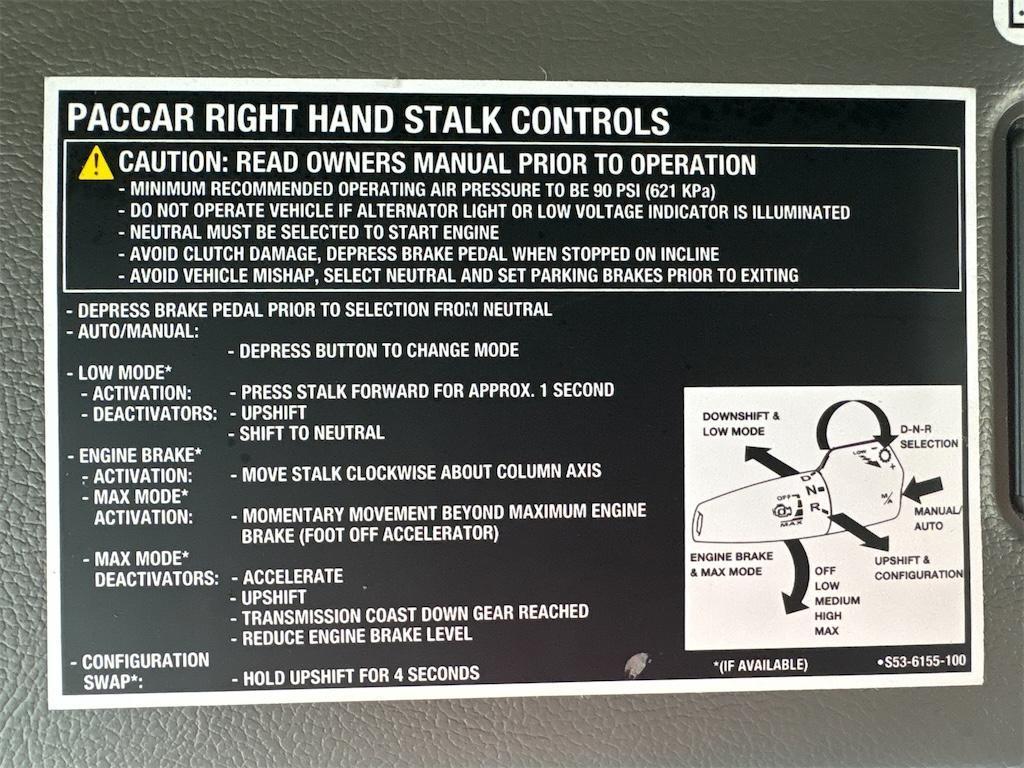 PACCAR RIGHT HAND STALK CONTROLS
CAUTION: READ OWNERS MANUAL PRIOR TO OPERATION
- MINIMUM RECOMMENDED OPERATING AIR PRESSURE TO BE 90 PSI (621 KPa)
- DO NOT OPERATE VEHICLE IF ALTERNATOR LIGHT OR LOW VOLTAGE INDICATOR IS ILLUMINATED
- NEUTRAL MUST BE SELECTED TO START ENGINE
- AVOID CLUTCH DAMAGE, DEPRESS BRAKE PEDAL WHEN STOPPED ON INCLINE
- AVOID VEHICLE MISHAP, SELECT NEUTRAL AND SET PARKING BRAKES PRIOR TO EXITING
- DEPRESS BRAKE PEDAL PRIOR TO SELECTION FROM NEUTRAL
- AUTO/MANUAL:
- DEPRESS BUTTON TO CHANGE MODE
- LOW MODE*
- ACTIVATION: - PRESS STALK FORWARD FOR APPROX. 1 SECOND
- DEACTIVATORS: - UPSHIFT
- SHIFT TO NEUTRAL
- ENGINE BRAKE*
- ACTIVATION: - MOVE STALK CLOCKWISE ABOUT COLUMN AXIS
- MAX MODE*
ACTIVATION: - MOMENTARY MOVEMENT BEYOND MAXIMUM ENGINE
BRAKE (FOOT OFF ACCELERATOR)
- MAX MODE*
DEACTIVATORS: - ACCELERATE
- UPSHIFT
- TRANSMISSION COAST DOWN GEAR REACHED
- REDUCE ENGINE BRAKE LEVEL
- CONFIGURATION
SWAP*: - HOLD UPSHIFT FOR 4 SECONDS
DOWNSHIFT &
LOW MODE
D-N-R
SELECTION
LOW - +
D
N
R
OFF
MAX
M/A
MANUAL/
AUTO
ENGINE BRAKE
& MAX MODE
UPSHIFT &
CONFIGURATION
OFF
LOW
MEDIUM
HIGH
MAX
*(IF AVAILABLE)
•S53-6155-100